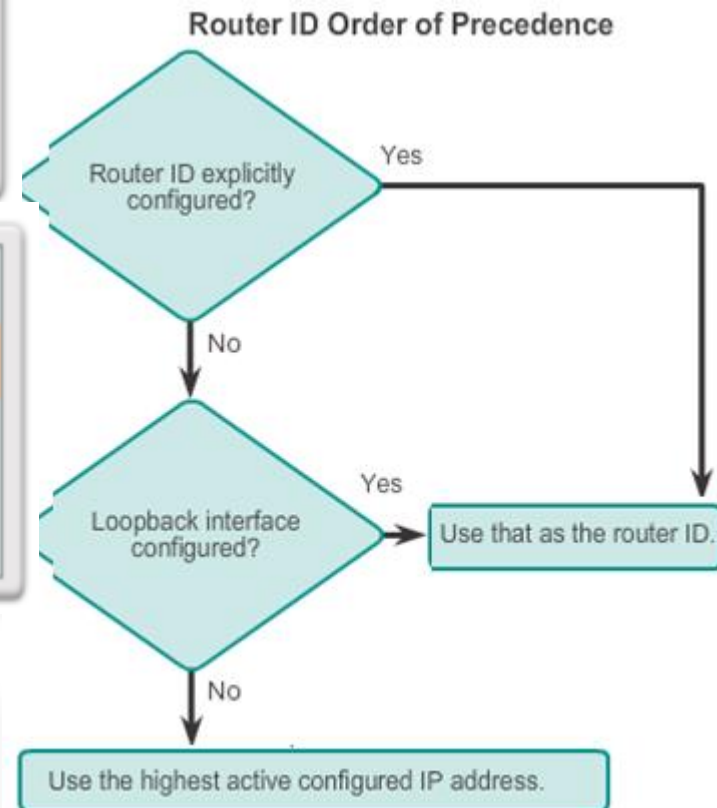 Router ID Order of Precedence
Router ID explicitly
configured?
Yes
No
Loopback interface
configured?
Yes
Use that as the router ID.
No
Use the highest active configured IP address.